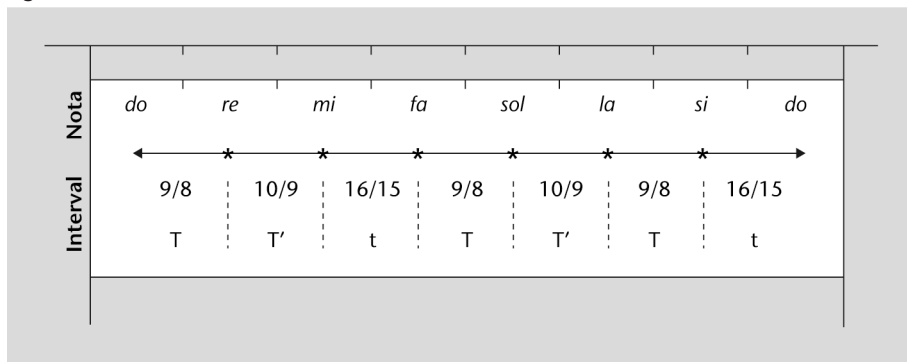 Nota
do re mi fa sol la si do
Interval
9/8 10/9 16/15 9/8 10/9 9/8 16/15
T T′ t T T′ T t